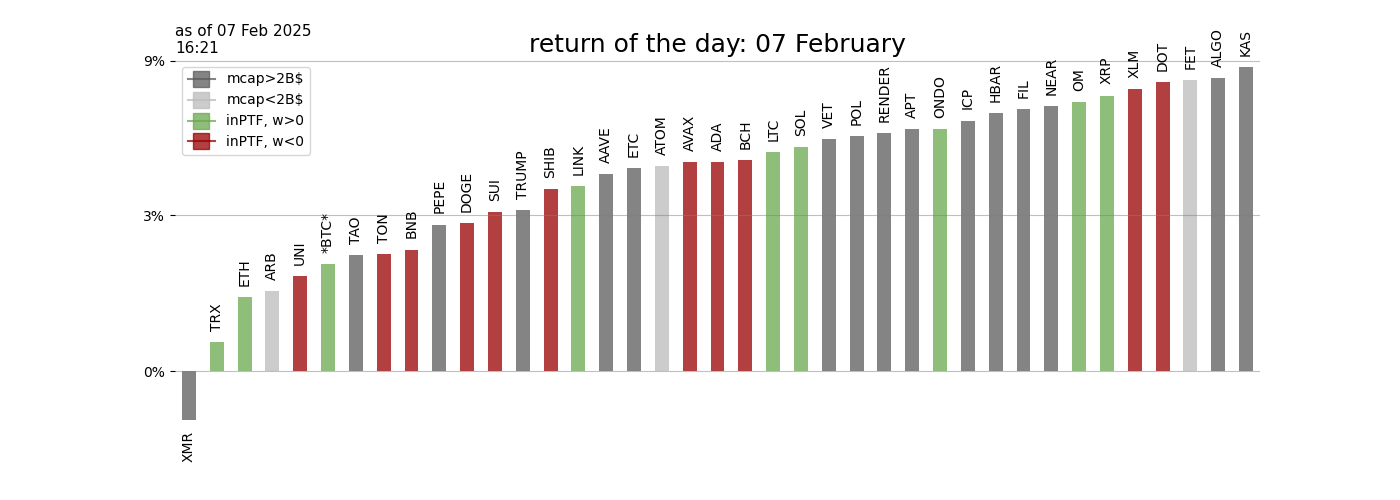 as of 07 Feb 2025
16:21
return of the day: 07 February
9%
3%
0%
mcap>2B$
mcap<2B$
inPTF, w>0
inPTF, w<0
XMR
TRX
ETH
ARB
UNI
*BTC*
TAO
TON
BNB
PEPE
DOGE
SUI
TRUMP
SHIB
LINK
AAVE
ETC
ATOM
AVAX
ADA
BCH
LTC
SOL
VET
POL
RENDER
APT
ONDO
ICP
HBAR
FIL
NEAR
OM
XRP
XLM
DOT
FET
ALGO
KAS